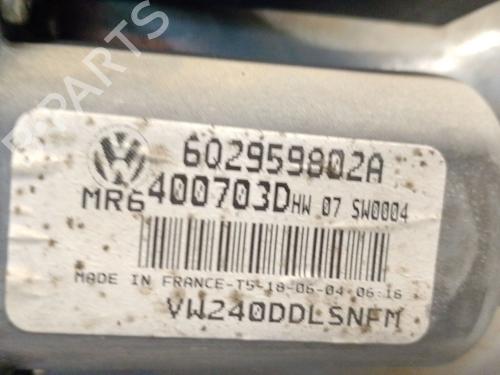 6Q2959802A
MR6400703D HW 07 SW0004
MADE IN FRANCE-T5-18-06-04 06:16
VW240DDLSNFM